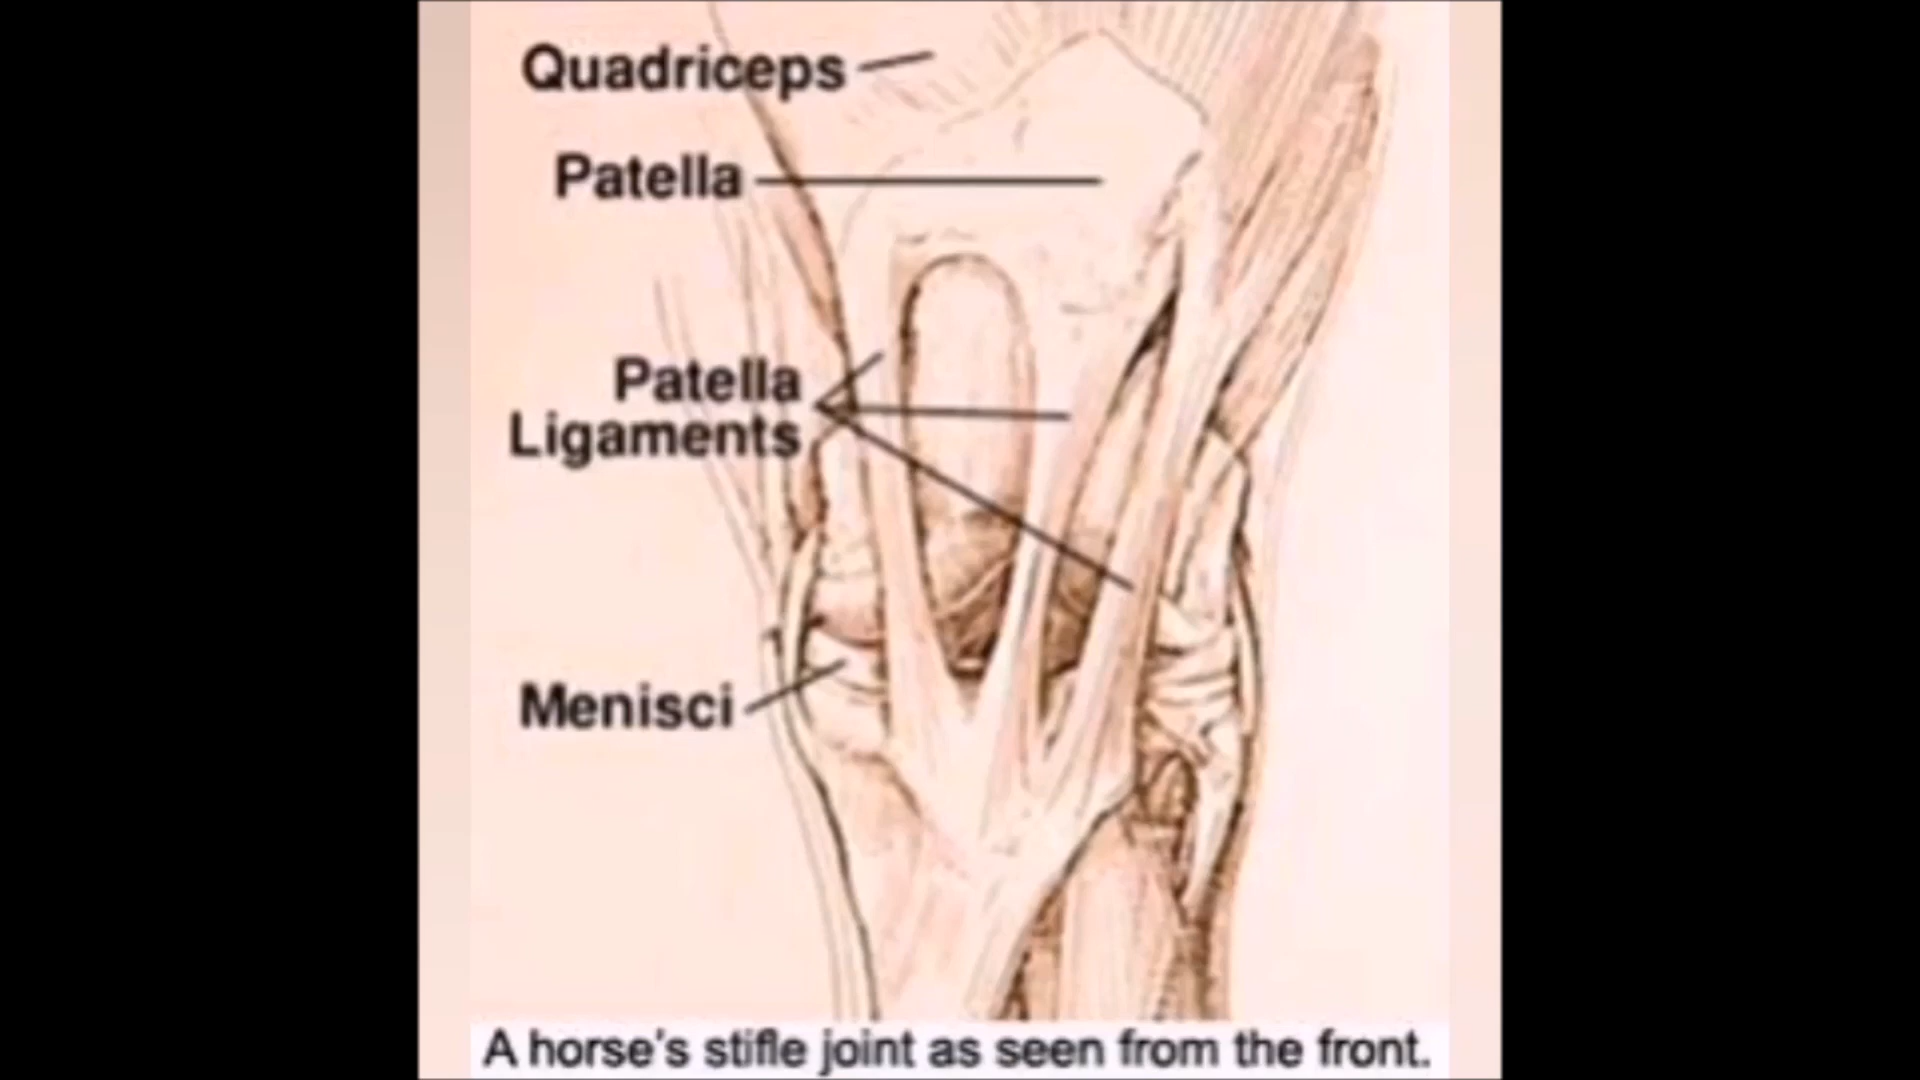 Quadriceps
Patella
Patella
Ligaments
Menisci
A horse's stifle joint as seen from the front.